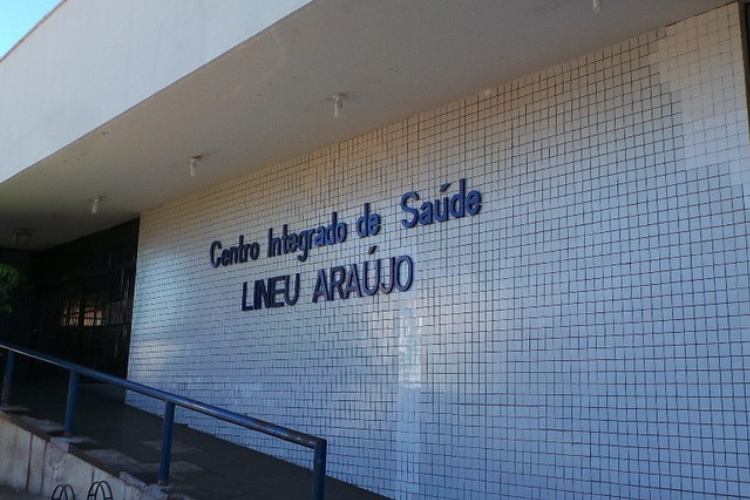 Centro Integrado de Saúde
LINEU ARAÚJO